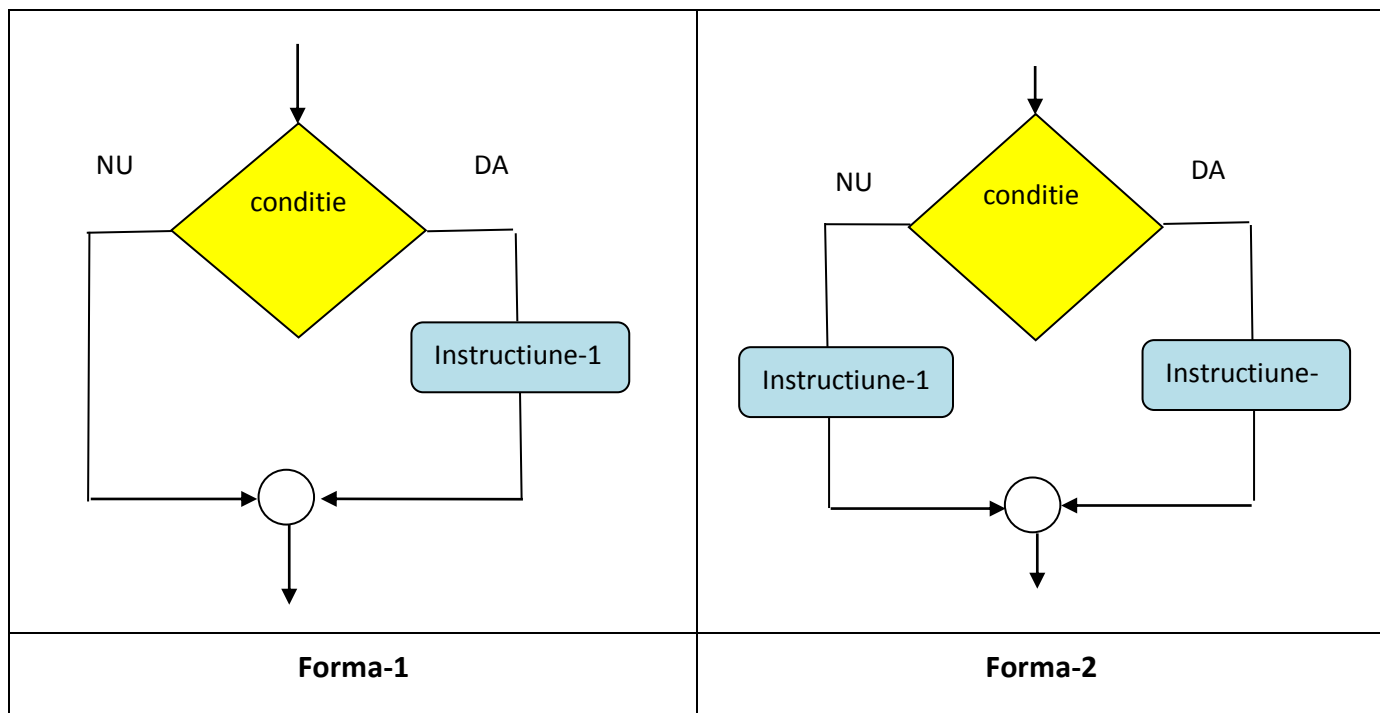 NU
DA
conditie
Instructiune-1
NU
DA
conditie
Instructiune-1
Instructiune-
Forma-1
Forma-2